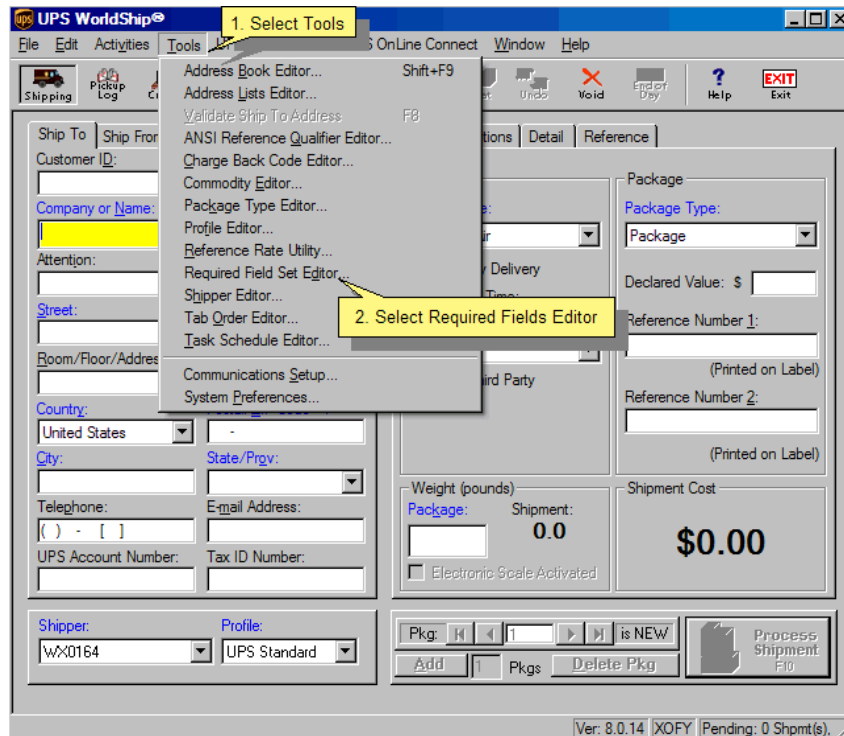 UPS WorldShip®
1. Select Tools
File Edit Activities Tools OnLine Connect Window Help
Shipping Pickup Log Undo Void End of Day Help EXIT Exit
Address Book Editor... Shift+F9
Address Lists Editor...
Validate Ship To Address F8
ANSI Reference Qualifier Editor...
Charge Back Code Editor...
Commodity Editor...
Package Type Editor...
Profile Editor...
Reference Rate Utility...
Required Field Set Editor...
Shipper Editor...
Tab Order Editor...
Task Schedule Editor...
Communications Setup...
System Preferences...
2. Select Required Fields Editor
Ship To Ship From
Detail Reference
Customer ID:
Company or Name:
Attention:
Street:
Room/Floor/Address
Country:
United States
-
City: State/Prov:
Telephone: E-mail Address:
( ) - [ ]
UPS Account Number: Tax ID Number:
Delivery
Time:
Third Party
Package
Package Type:
Package
Declared Value: $
Reference Number 1:
(Printed on Label)
Reference Number 2:
(Printed on Label)
Weight (pounds)
Package: Shipment:
0.0
Electronic Scale Activated
Shipment Cost
$0.00
Shipper: Profile:
WX0164 UPS Standard
Pkg: 1 is NEW
Add 1 Pkgs Delete Pkg
Process
Shipment
F10
Ver: 8.0.14 XOFY Pending: 0 Shpmt(s),